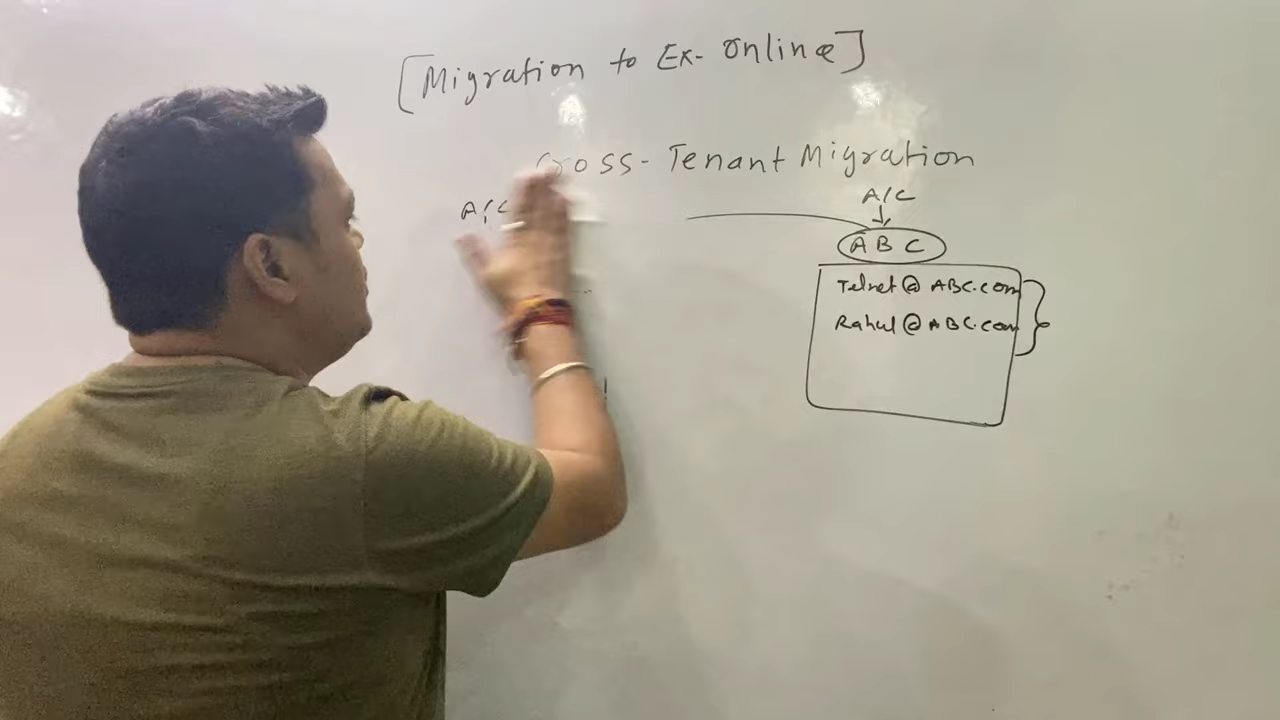 [Migration to Ex- Online]
Cross-Tenant Migration
A/C
A/C
ABC
Telnet@ABC.com
Rahul@ABC.com